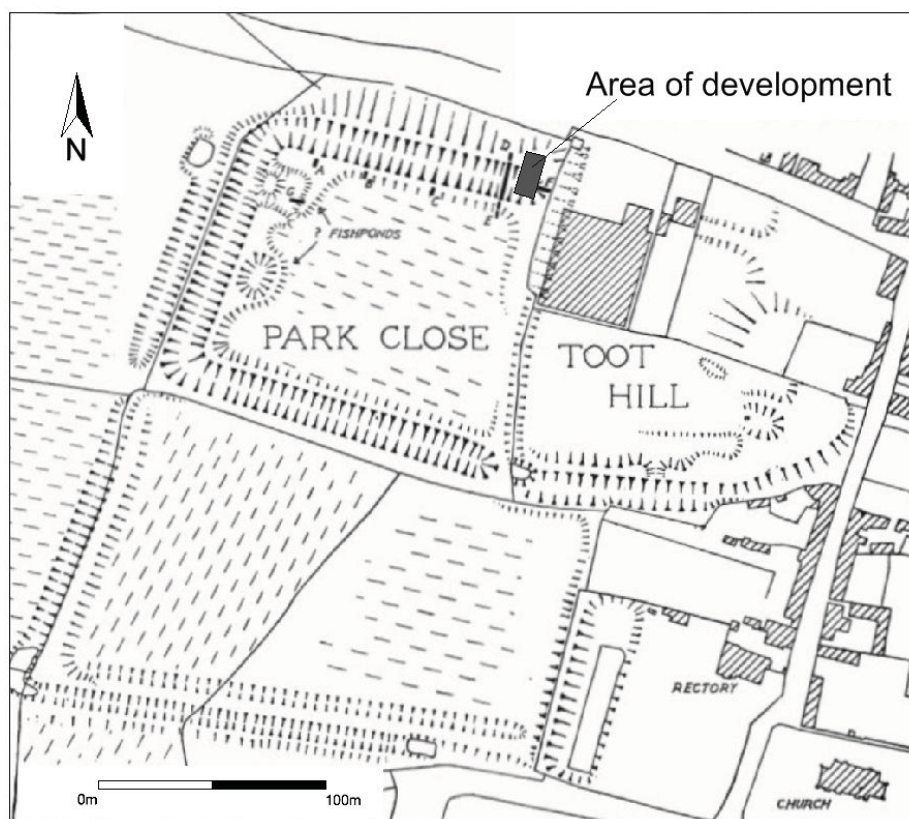 Area of development
N
D
A
G
B
C
E
? FISHPONDS
PARK CLOSE
TOOT
HILL
RECTORY
CHURCH
0m
100m